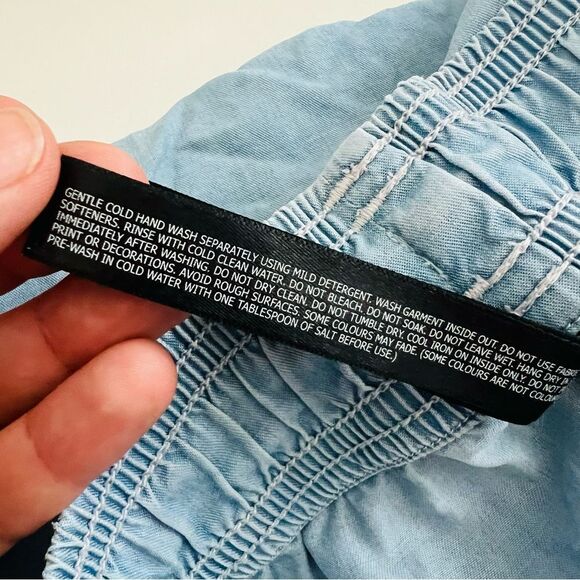 GENTLE COLD HAND WASH SEPARATELY USING MILD DETERGENT. WASH GARMENT INSIDE OUT. DO NOT USE FABRIC
SOFTENERS. RINSE WITH COLD CLEAN WATER. DO NOT BLEACH. DO NOT SOAK. DO NOT LEAVE WET. HANG DRY IN
IMMEDIATELY AFTER WASHING. DO NOT DRY CLEAN. DO NOT TUMBLE DRY. COOL IRON ON INSIDE ONLY. DO NOT
PRINT OR DECORATIONS. AVOID ROUGH SURFACES. SOME COLOURS MAY FADE. (SOME COLOURS ARE NOT
PRE-WASH IN COLD WATER WITH ONE TABLESPOON OF SALT BEFORE USE.)